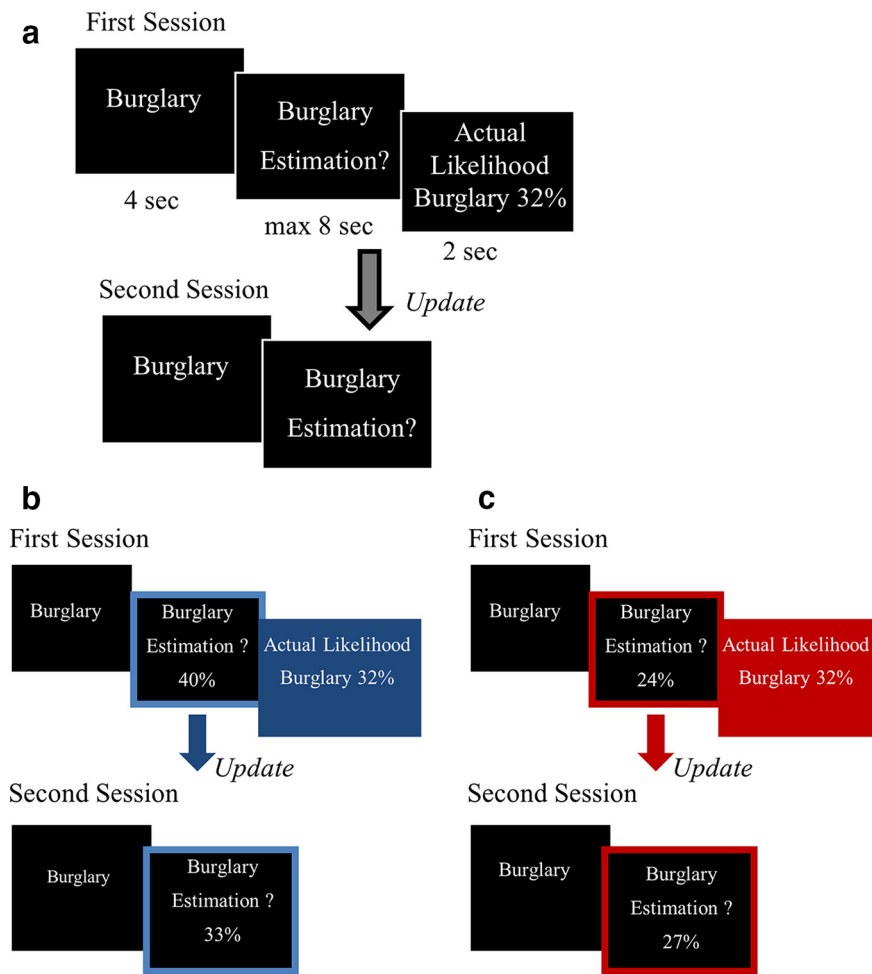 a
First Session
Burglary
Burglary
Estimation?
Actual
Likelihood
Burglary 32%
4 sec
max 8 sec
2 sec
Update
Second Session
Burglary
Burglary
Estimation?
b
First Session
Burglary
Burglary
Estimation ?
40%
Actual Likelihood
Burglary 32%
Update
Second Session
Burglary
Burglary
Estimation ?
33%
c
First Session
Burglary
Burglary
Estimation ?
24%
Actual Likelihood
Burglary 32%
Update
Second Session
Burglary
Burglary
Estimation ?
27%